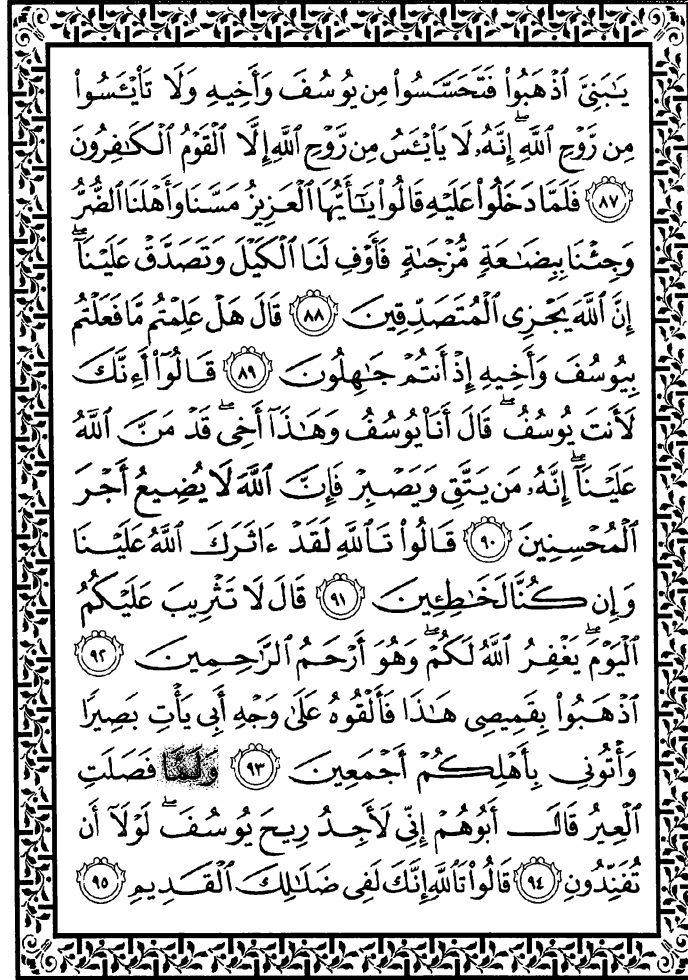 يَٰبَنِىَّ ٱذْهَبُوا۟ فَتَحَسَّسُوا۟ مِن يُوسُفَ وَأَخِيهِ وَلَا تَا۟يْـَٔسُوا۟
مِن رَّوْحِ ٱللَّهِ ۖ إِنَّهُۥ لَا يَا۟يْـَٔسُ مِن رَّوْحِ ٱللَّهِ إِلَّا ٱلْقَوْمُ ٱلْكَٰفِرُونَ
٨٧ فَلَمَّا دَخَلُوا۟ عَلَيْهِ قَالُوا۟ يَٰٓأَيُّهَا ٱلْعَزِيزُ مَسَّنَا وَأَهْلَنَا ٱلضُّرُّ
وَجِئْنَا بِبِضَٰعَةٍ مُّزْجَىٰةٍ فَأَوْفِ لَنَا ٱلْكَيْلَ وَتَصَدَّقْ عَلَيْنَآ ۖ
إِنَّ ٱللَّهَ يَجْزِى ٱلْمُتَصَدِّقِينَ ٨٨ قَالَ هَلْ عَلِمْتُم مَّا فَعَلْتُم
بِيُوسُفَ وَأَخِيهِ إِذْ أَنتُمْ جَٰهِلُونَ ٨٩ قَالُوٓا۟ أَءِنَّكَ
لَأَنتَ يُوسُفُ ۖ قَالَ أَنَا۠ يُوسُفُ وَهَٰذَآ أَخِى ۖ قَدْ مَنَّ ٱللَّهُ
عَلَيْنَآ ۖ إِنَّهُۥ مَن يَتَّقِ وَيَصْبِرْ فَإِنَّ ٱللَّهَ لَا يُضِيعُ أَجْرَ
ٱلْمُحْسِنِينَ ٩٠ قَالُوا۟ تَٱللَّهِ لَقَدْ ءَاثَرَكَ ٱللَّهُ عَلَيْنَا
وَإِن كُنَّا لَخَٰطِـِٔينَ ٩١ قَالَ لَا تَثْرِيبَ عَلَيْكُمُ
ٱلْيَوْمَ ۖ يَغْفِرُ ٱللَّهُ لَكُمْ ۖ وَهُوَ أَرْحَمُ ٱلرَّٰحِمِينَ ٩٢
ٱذْهَبُوا۟ بِقَمِيصِى هَٰذَا فَأَلْقُوهُ عَلَىٰ وَجْهِ أَبِى يَأْتِ بَصِيرًا
وَأْتُونِى بِأَهْلِكُمْ أَجْمَعِينَ ٩٣ وَلَمَّا فَصَلَتِ
ٱلْعِيرُ قَالَ أَبُوهُمْ إِنِّى لَأَجِدُ رِيحَ يُوسُفَ ۖ لَوْلَآ أَن
تُفَنِّدُونِ ٩٤ قَالُوا۟ تَٱللَّهِ إِنَّكَ لَفِى ضَلَٰلِكَ ٱلْقَدِيمِ ٩٥